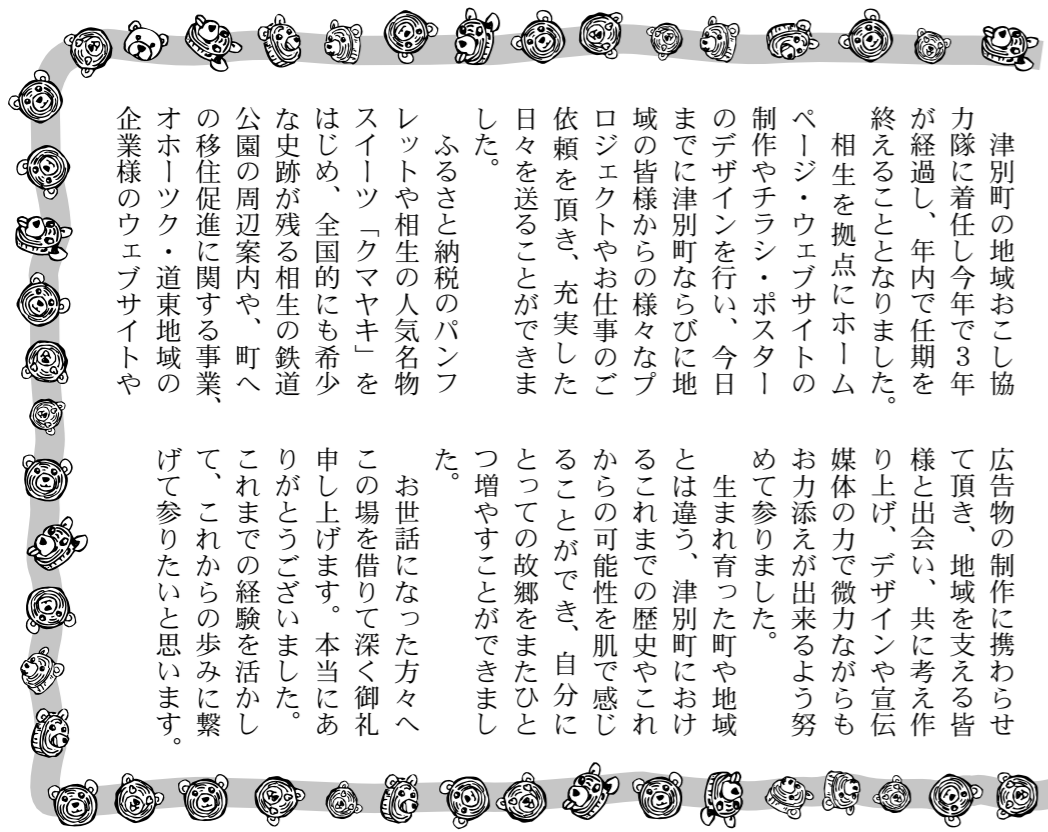 津別町の地域おこし協
力隊に着任し今年で３年
が経過し、年内で任期を
終えることとなりました。
相生を拠点にホーム
ページ・ウェブサイトの
制作やチラシ・ポスター
のデザインを行い、今日
までに津別町ならびに地
域の皆様からの様々なプ
ロジェクトやお仕事のご
依頼を頂き、充実した
日々を送ることができま
した。
ふるさと納税のパンフ
レットや相生の人気名物
スイーツ「クマヤキ」を
はじめ、全国的にも希少
な史跡が残る相生の鉄道
公園の周辺案内や、町へ
の移住促進に関する事業、
オホーツク・道東地域の
企業様のウェブサイトや
広告物の制作に携わらせ
て頂き、地域を支える皆
様と出会い、共に考え作
り上げ、デザインや宣伝
媒体の力で微力ながらも
お力添えが出来るよう努
めて参りました。
生まれ育った町や地域
とは違う、津別町におけ
るこれまでの歴史やこれ
からの可能性を肌で感じ
ることができ、自分に
とっての故郷をまたひと
つ増やすことができまし
た。
お世話になった方々へ
この場を借りて深く御礼
申し上げます。本当にあ
りがとうございました。
これまでの経験を活かし
て、これからの歩みに繋
げて参りたいと思います。